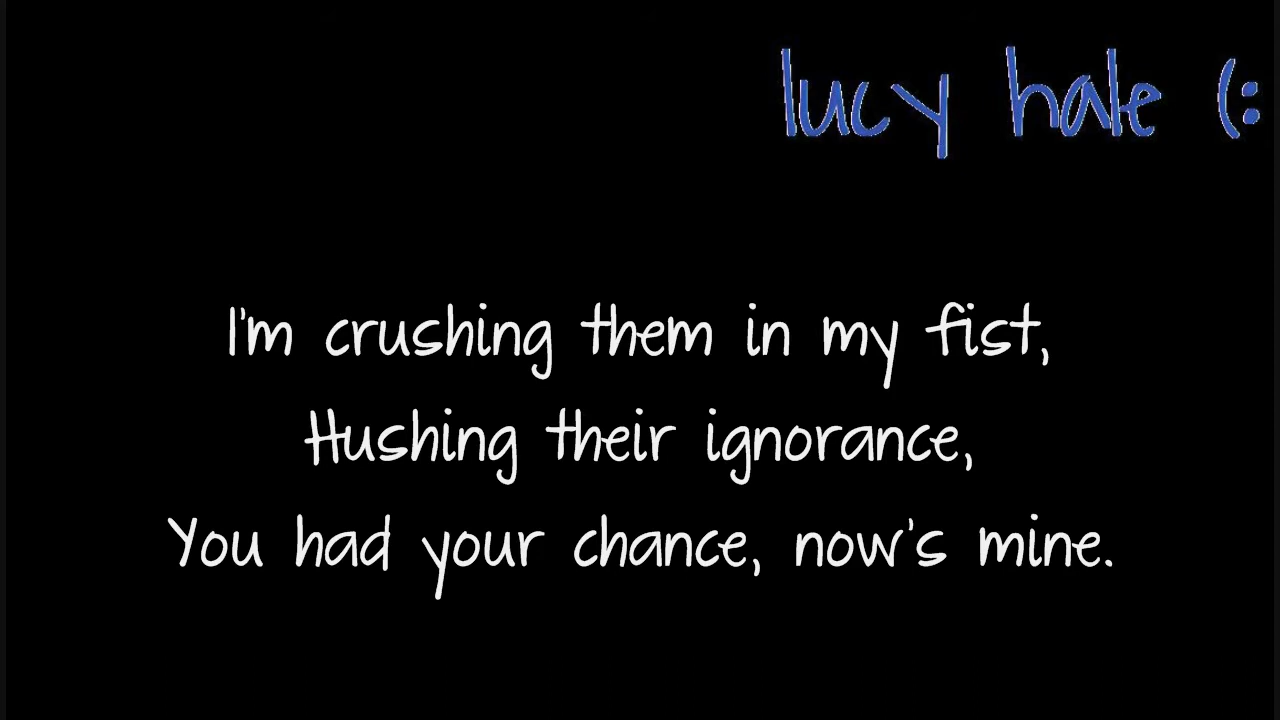 lucy hale (:
I'm crushing them in my fist,
Hushing their ignorance,
You had your chance, now's mine.